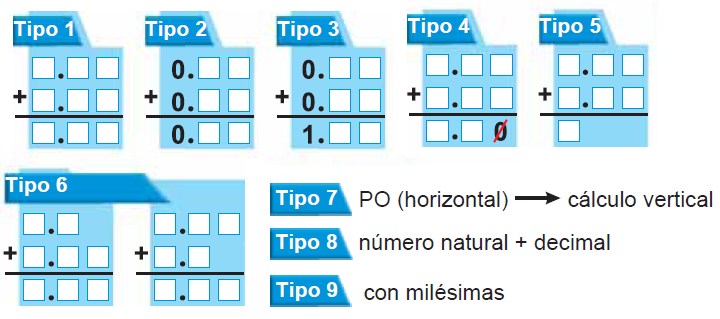 Tipo 1
□.□□
+ □.□□
□.□□
Tipo 2
0.□□
+ 0.□□
0.□□
Tipo 3
0.□□
+ 0.□□
1.□□
Tipo 4
□.□□
+ □.□□
□.□0
Tipo 5
□.□□
+ □.□□
□
Tipo 6
□.□
+ □.□□
□.□□
□.□□
+ □.□
□.□□
Tipo 7 PO (horizontal) → cálculo vertical
Tipo 8 número natural + decimal
Tipo 9 con milésimas